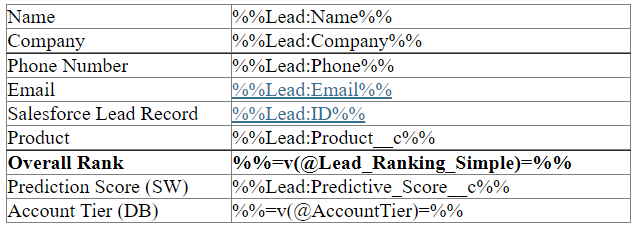 Name %%Lead:Name%%
Company %%Lead:Company%%
Phone Number %%Lead:Phone%%
Email %%Lead:Email%%
Salesforce Lead Record %%Lead:ID%%
Product %%Lead:Product__c%%
Overall Rank %%=v(@Lead_Ranking_Simple)=%%
Prediction Score (SW) %%Lead:Predictive_Score__c%%
Account Tier (DB) %%=v(@AccountTier)=%%